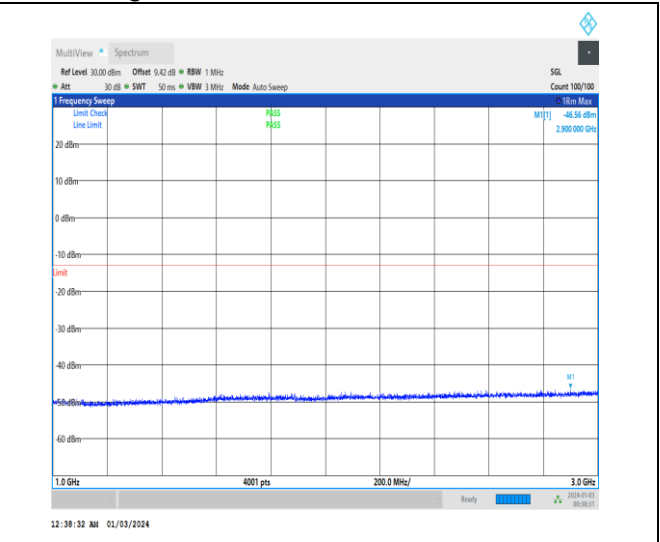 MultiView Spectrum
Ref Level 30.00 dBm Offset 9.42 dB RBW 1 MHz SGL
Att 30 dB SWT 50 ms VBW 3 MHz Mode Auto Sweep Count 100/100
1 Frequency Sweep 1Rm Max
Limit Check PASS M1[1] -46.56 dBm
Line Limit PASS 2.900 000 GHz
20 dBm
10 dBm
0 dBm
-10 dBm
Limit
-20 dBm
-30 dBm
-40 dBm
M1
-50 dBm
-60 dBm
1.0 GHz 4001 pts 200.0 MHz/ 3.0 GHz
Ready 2024-01-03
00:38:31
12:38:32 AM 01/03/2024